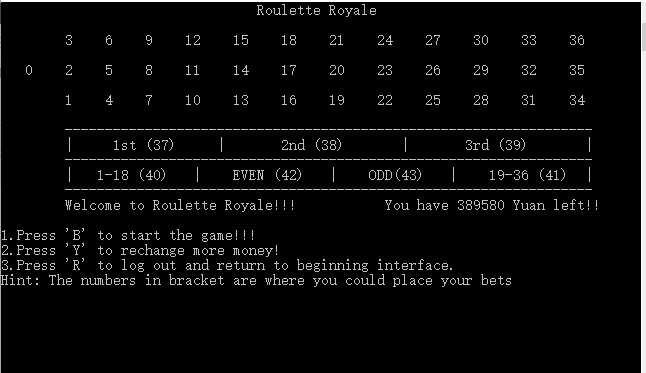 Roulette Royale
3 6 9 12 15 18 21 24 27 30 33 36
0 2 5 8 11 14 17 20 23 26 29 32 35
1 4 7 10 13 16 19 22 25 28 31 34
| 1st (37) | 2nd (38) | 3rd (39) |
| 1-18 (40) | EVEN (42) | ODD(43) | 19-36 (41) |
Welcome to Roulette Royale!!! You have 389580 Yuan left!!
1.Press 'B' to start the game!!!
2.Press 'Y' to rechange more money!
3.Press 'R' to log out and return to beginning interface.
Hint: The numbers in bracket are where you could place your bets